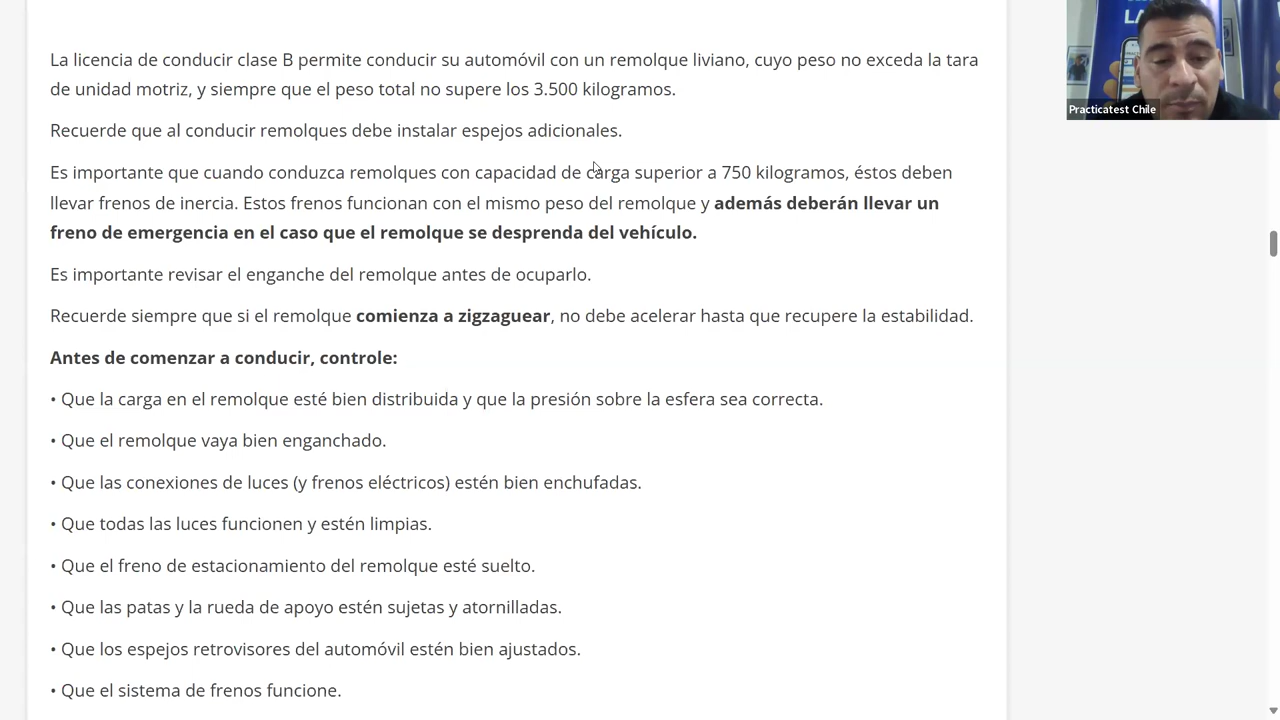 La licencia de conducir clase B permite conducir su automóvil con un remolque liviano, cuyo peso no exceda la tara
de unidad motriz, y siempre que el peso total no supere los 3.500 kilogramos.
Recuerde que al conducir remolques debe instalar espejos adicionales.
Es importante que cuando conduzca remolques con capacidad de carga superior a 750 kilogramos, éstos deben
llevar frenos de inercia. Estos frenos funcionan con el mismo peso del remolque y además deberán llevar un
freno de emergencia en el caso que el remolque se desprenda del vehículo.
Es importante revisar el enganche del remolque antes de ocuparlo.
Recuerde siempre que si el remolque comienza a zigzaguear, no debe acelerar hasta que recupere la estabilidad.
Antes de comenzar a conducir, controle:
• Que la carga en el remolque esté bien distribuida y que la presión sobre la esfera sea correcta.
• Que el remolque vaya bien enganchado.
• Que las conexiones de luces (y frenos eléctricos) estén bien enchufadas.
• Que todas las luces funcionen y estén limpias.
• Que el freno de estacionamiento del remolque esté suelto.
• Que las patas y la rueda de apoyo estén sujetas y atornilladas.
• Que los espejos retrovisores del automóvil estén bien ajustados.
• Que el sistema de frenos funcione.
Practicatest Chile